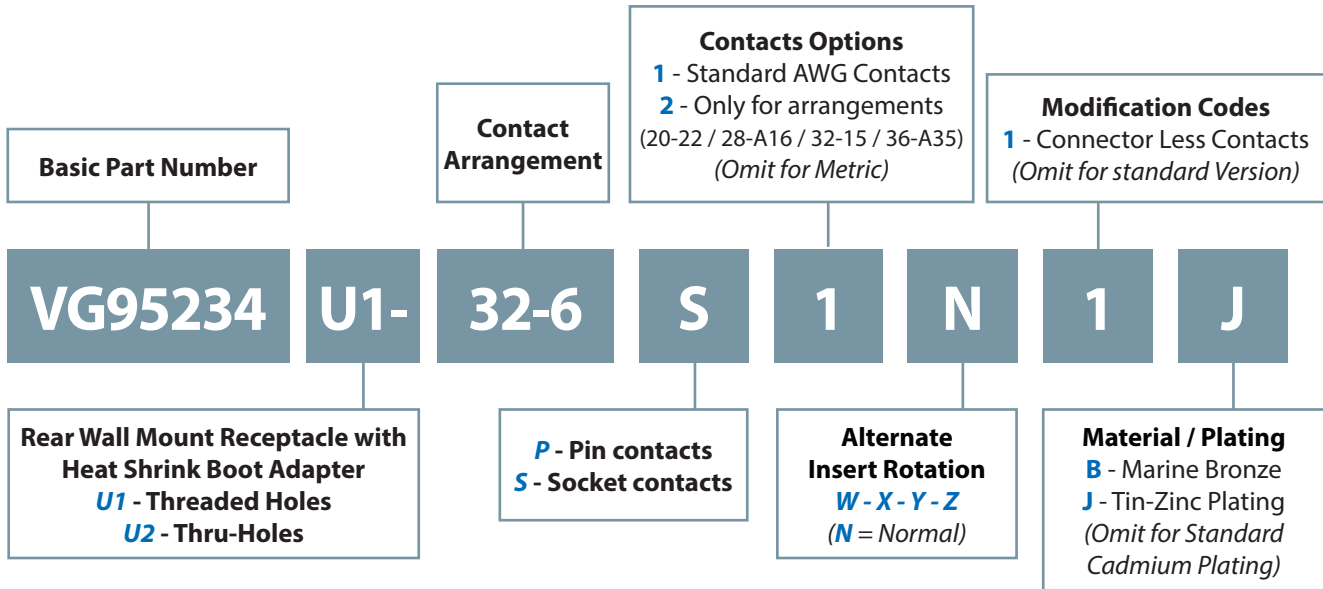 Basic Part Number
Contact
Arrangement
Contacts Options
1 - Standard AWG Contacts
2 - Only for arrangements
(20-22 / 28-A16 / 32-15 / 36-A35)
(Omit for Metric)
Modification Codes
1 - Connector Less Contacts
(Omit for standard Version)
VG95234 U1- 32-6 S 1 N 1 J
Rear Wall Mount Receptacle with
Heat Shrink Boot Adapter
U1 - Threaded Holes
U2 - Thru-Holes
P - Pin contacts
S - Socket contacts
Alternate
Insert Rotation
W - X - Y - Z
(N = Normal)
Material / Plating
B - Marine Bronze
J - Tin-Zinc Plating
(Omit for Standard
Cadmium Plating)